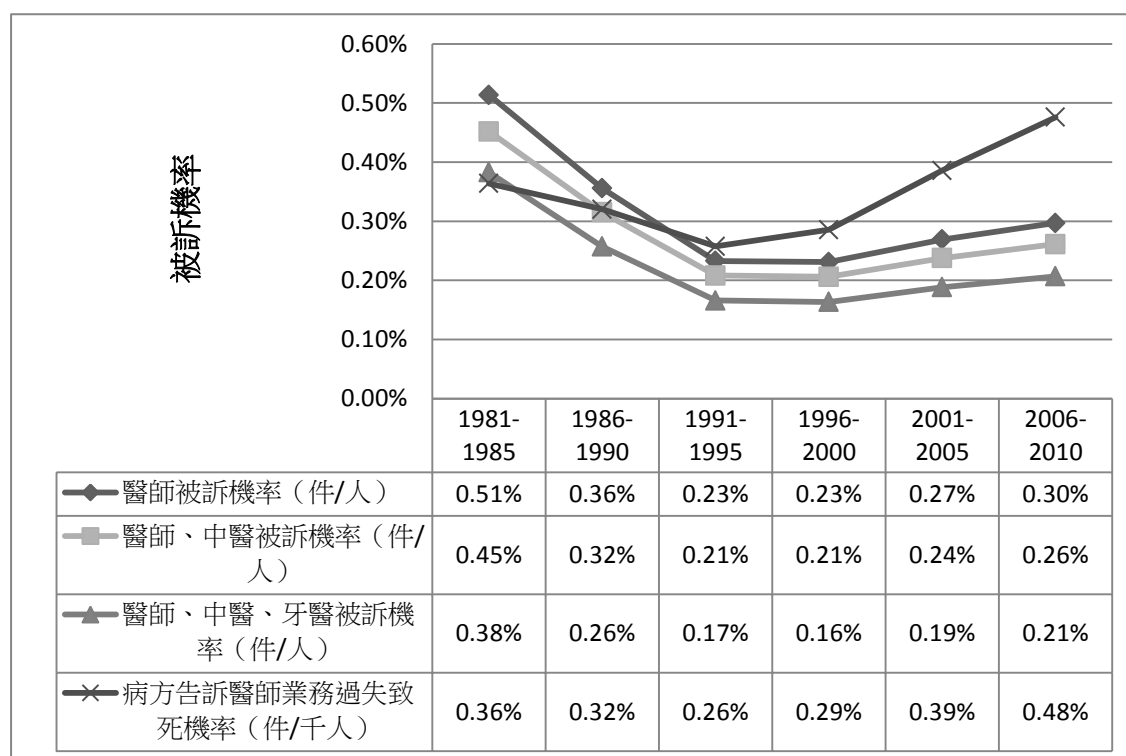 0.60%
0.50%
0.40%
0.30%
0.20%
0.10%
0.00%
被訴機率
1981-1985 1986-1990 1991-1995 1996-2000 2001-2005 2006-2010
醫師被訴機率（件/人） 0.51% 0.36% 0.23% 0.23% 0.27% 0.30%
醫師、中醫被訴機率（件/
人） 0.45% 0.32% 0.21% 0.21% 0.24% 0.26%
醫師、中醫、牙醫被訴機
率（件/人） 0.38% 0.26% 0.17% 0.16% 0.19% 0.21%
病方告訴醫師業務過失致
死機率（件/千人） 0.36% 0.32% 0.26% 0.29% 0.39% 0.48%